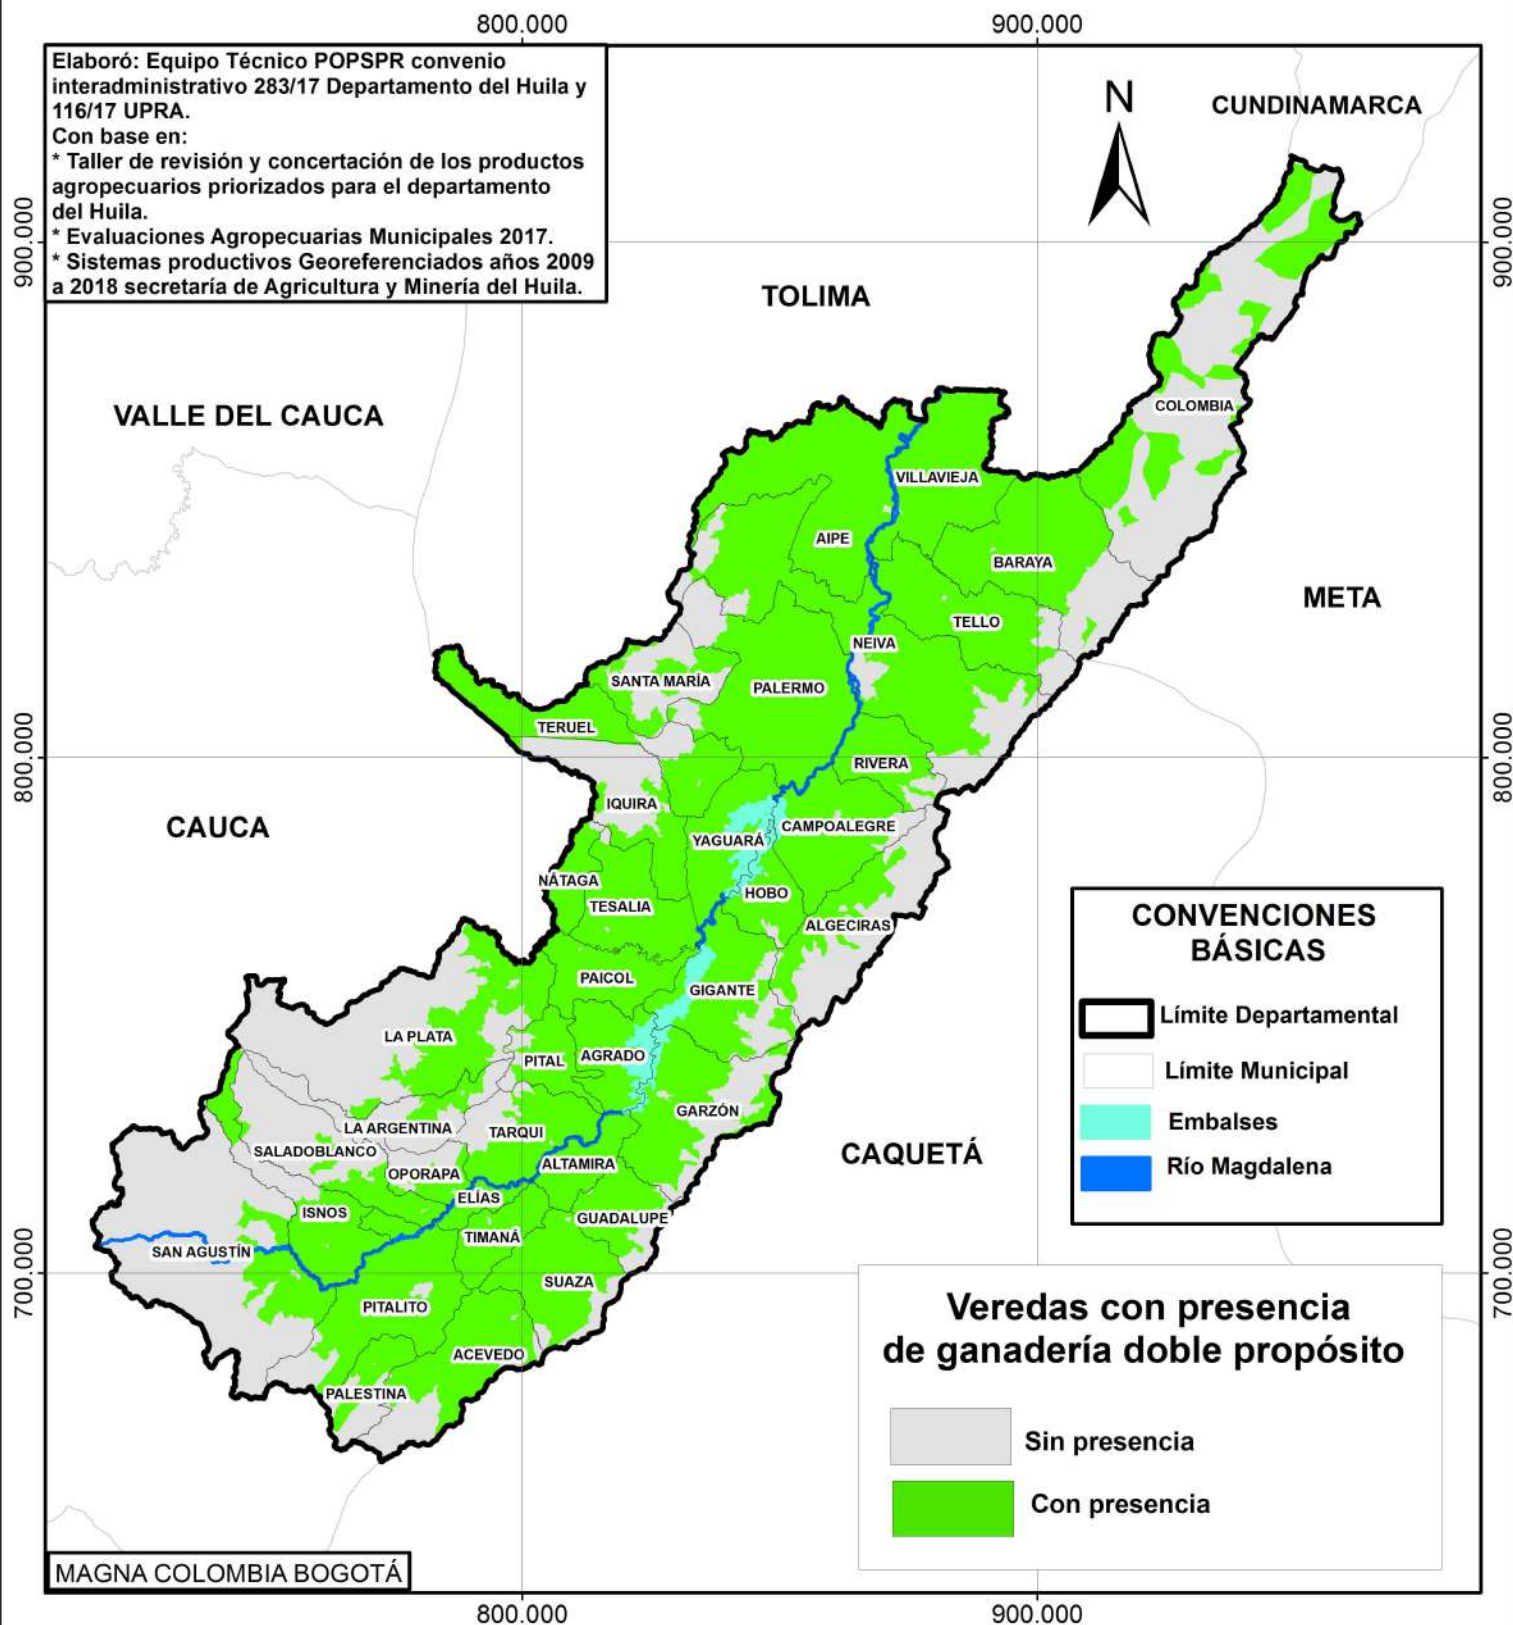 800.000
900.000
Elaboró: Equipo Técnico POPSPR convenio
interadministrativo 283/17 Departamento del Huila y
116/17 UPRA.
Con base en:
* Taller de revisión y concertación de los productos
agropecuarios priorizados para el departamento
del Huila.
* Evaluaciones Agropecuarias Municipales 2017.
* Sistemas productivos Georeferenciados años 2009
a 2018 secretaría de Agricultura y Minería del Huila.
N
CUNDINAMARCA
900.000
900.000
TOLIMA
VALLE DEL CAUCA
COLOMBIA
VILLAVIEJA
AIPE
BARAYA
META
TELLO
NEIVA
SANTA MARÍA
PALERMO
TERUEL
800.000
800.000
RIVERA
IQUIRA
CAUCA
CAMPOALEGRE
YAGUARÁ
NÁTAGA
HOBO
TESALIA
ALGECIRAS
PAICOL
GIGANTE
LA PLATA
PITAL
AGRADO
GARZÓN
LA ARGENTINA
TARQUI
SALADOBLANCO
CAQUETÁ
ALTAMIRA
OPORAPA
ELÍAS
ISNOS
GUADALUPE
TIMANÁ
SAN AGUSTÍN
SUAZA
PITALITO
ACEVEDO
PALESTINA
700.000
700.000
CONVENCIONES
BÁSICAS
Límite Departamental
Límite Municipal
Embalses
Río Magdalena
Veredas con presencia
de ganadería doble propósito
Sin presencia
Con presencia
MAGNA COLOMBIA BOGOTÁ
800.000
900.000